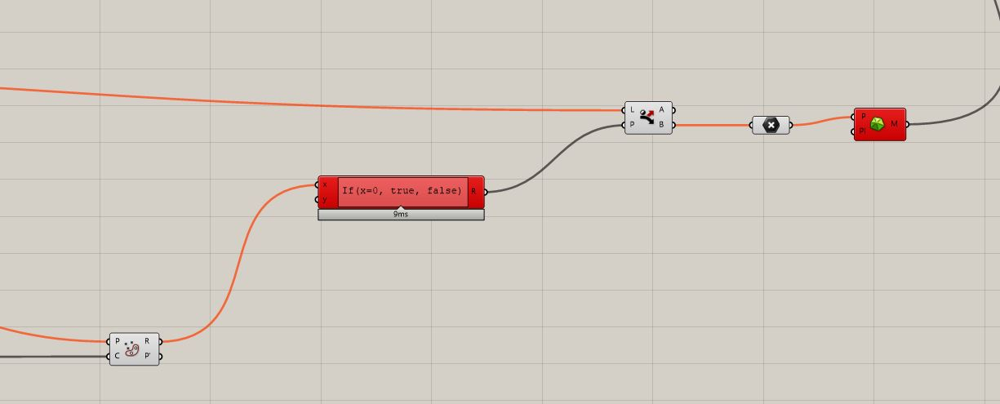 L A
P B
P
Pl M
x
y If(x=0, true, false) R
9ms
P R
C P'